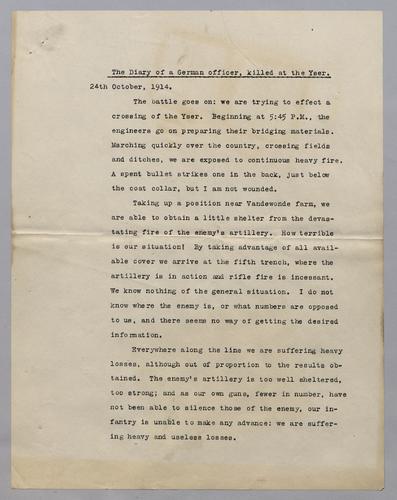 The Diary of a German officer, killed at the Yser.
24th October, 1914.
The battle goes on: we are trying to effect a
crossing of the Yser. Beginning at 5:45 P.M., the
engineers go on preparing their bridging materials.
Marching quickly over the country, crossing fields
and ditches, we are exposed to continuous heavy fire.
A spent bullet strikes one in the back, just below
the coat collar, but I am not wounded.
Taking up a position near Vandewonde farm, we
are able to obtain a little shelter from the devas-
tating fire of the enemy's artillery. How terrible
is our situation! By taking advantage of all avail-
able cover we arrive at the fifth trench, where the
artillery is in action and rifle fire is incessant.
We know nothing of the general situation. I do not
know where the enemy is, or what numbers are opposed
to us, and there seems no way of getting the desired
information.
Everywhere along the line we are suffering heavy
losses, although out of proportion to the results ob-
tained. The enemy's artillery is too well sheltered,
too strong; and as our own guns, fewer in number, have
not been able to silence those of the enemy, our in-
fantry is unable to make any advance: we are suffer-
ing heavy and useless losses.